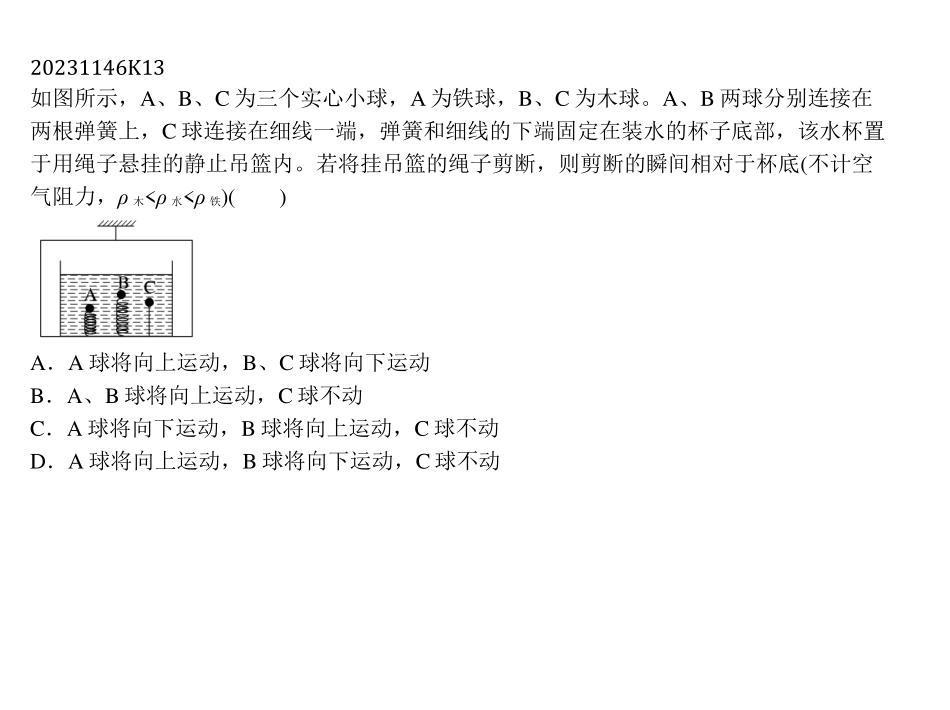 20231146K13
如图所示，A、B、C 为三个实心小球，A 为铁球，B、C 为木球。A、B 两球分别连接在
两根弹簧上，C 球连接在细线一端，弹簧和细线的下端固定在装水的杯子底部，该水杯置
于用绳子悬挂的静止吊篮内。若将挂吊篮的绳子剪断，则剪断的瞬间相对于杯底(不计空
气阻力，ρ 木<ρ 水<ρ 铁)(　　)
A B C
A．A 球将向上运动，B、C 球将向下运动
B．A、B 球将向上运动，C 球不动
C．A 球将向下运动，B 球将向上运动，C 球不动
D．A 球将向上运动，B 球将向下运动，C 球不动